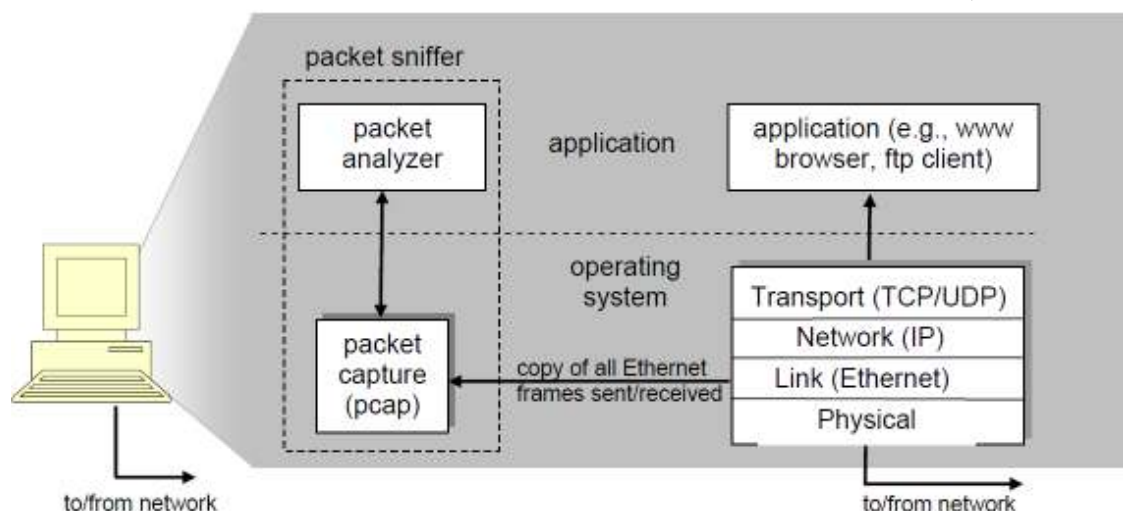 packet sniffer
packet
analyzer
application
application (e.g., www
browser, ftp client)
operating
system
packet
capture
(pcap)
copy of all Ethernet
frames sent/received
Transport (TCP/UDP)
Network (IP)
Link (Ethernet)
Physical
to/from network
to/from network